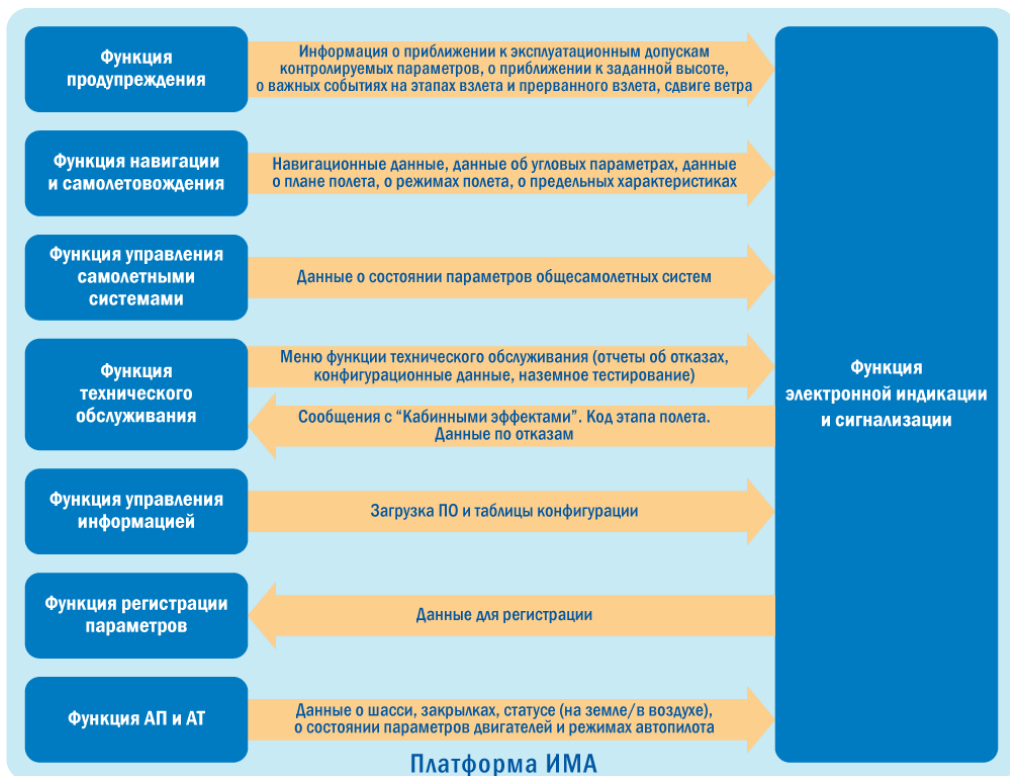 Функция
продупреждения
Информация о приближении к эксплуатационным допускам
контролируемых параметров, о приближении к заданной высоте,
о важных событиях на этапах взлета и прерванного взлета, сдвиге ветра
Функция навигации
и самолетовождения
Навигационные данные, данные об угловых параметрах, данные
о плане полета, о режимах полета, о предельных характеристиках
Функция управления
самолетными
системами
Данные о состоянии параметров общесамолетных систем
Функция
технического
обслуживания
Меню функции технического обслуживания (отчеты об отказах,
конфигурационные данные, наземное тестирование)
Сообщения с “Кабинными эффектами”. Код этапа полета.
Данные по отказам
Функция управления
информацией
Загрузка ПО и таблицы конфигурации
Функция регистрации
параметров
Данные для регистрации
Функция АП и АТ
Данные о шасси, закрылках, статусе (на земле/в воздухе),
о состоянии параметров двигателей и режимах автопилота
Функция
электронной индикации
и сигнализации
Платформа ИМА